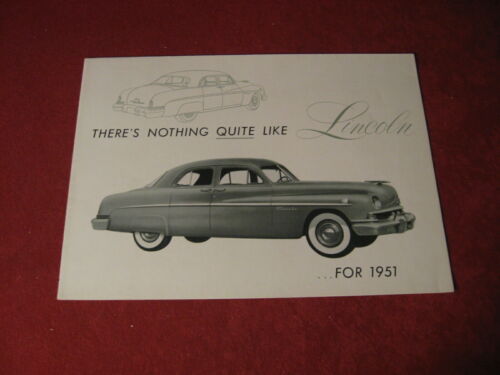 THERE'S NOTHING QUITE LIKE Lincoln
...FOR 1951